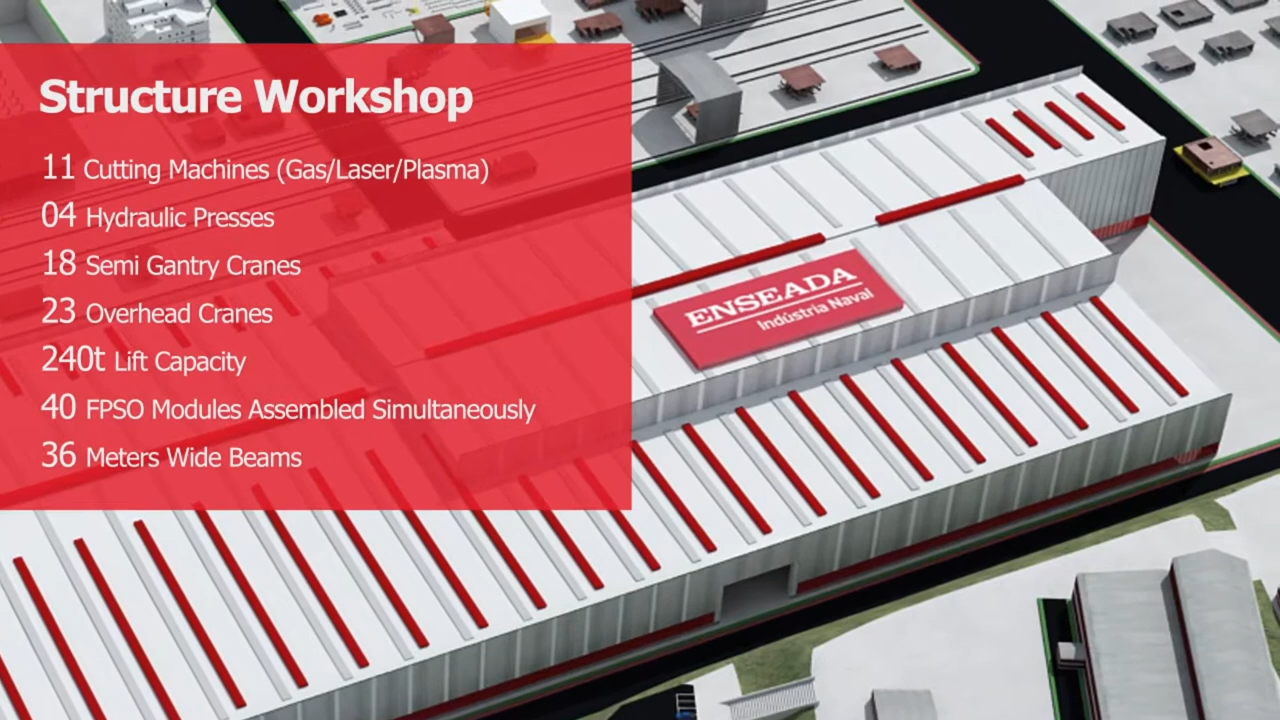 Structure Workshop
11 Cutting Machines (Gas/Laser/Plasma)
04 Hydraulic Presses
18 Semi Gantry Cranes
23 Overhead Cranes
240t Lift Capacity
40 FPSO Modules Assembled Simultaneously
36 Meters Wide Beams
ENSEADA
Indústria Naval